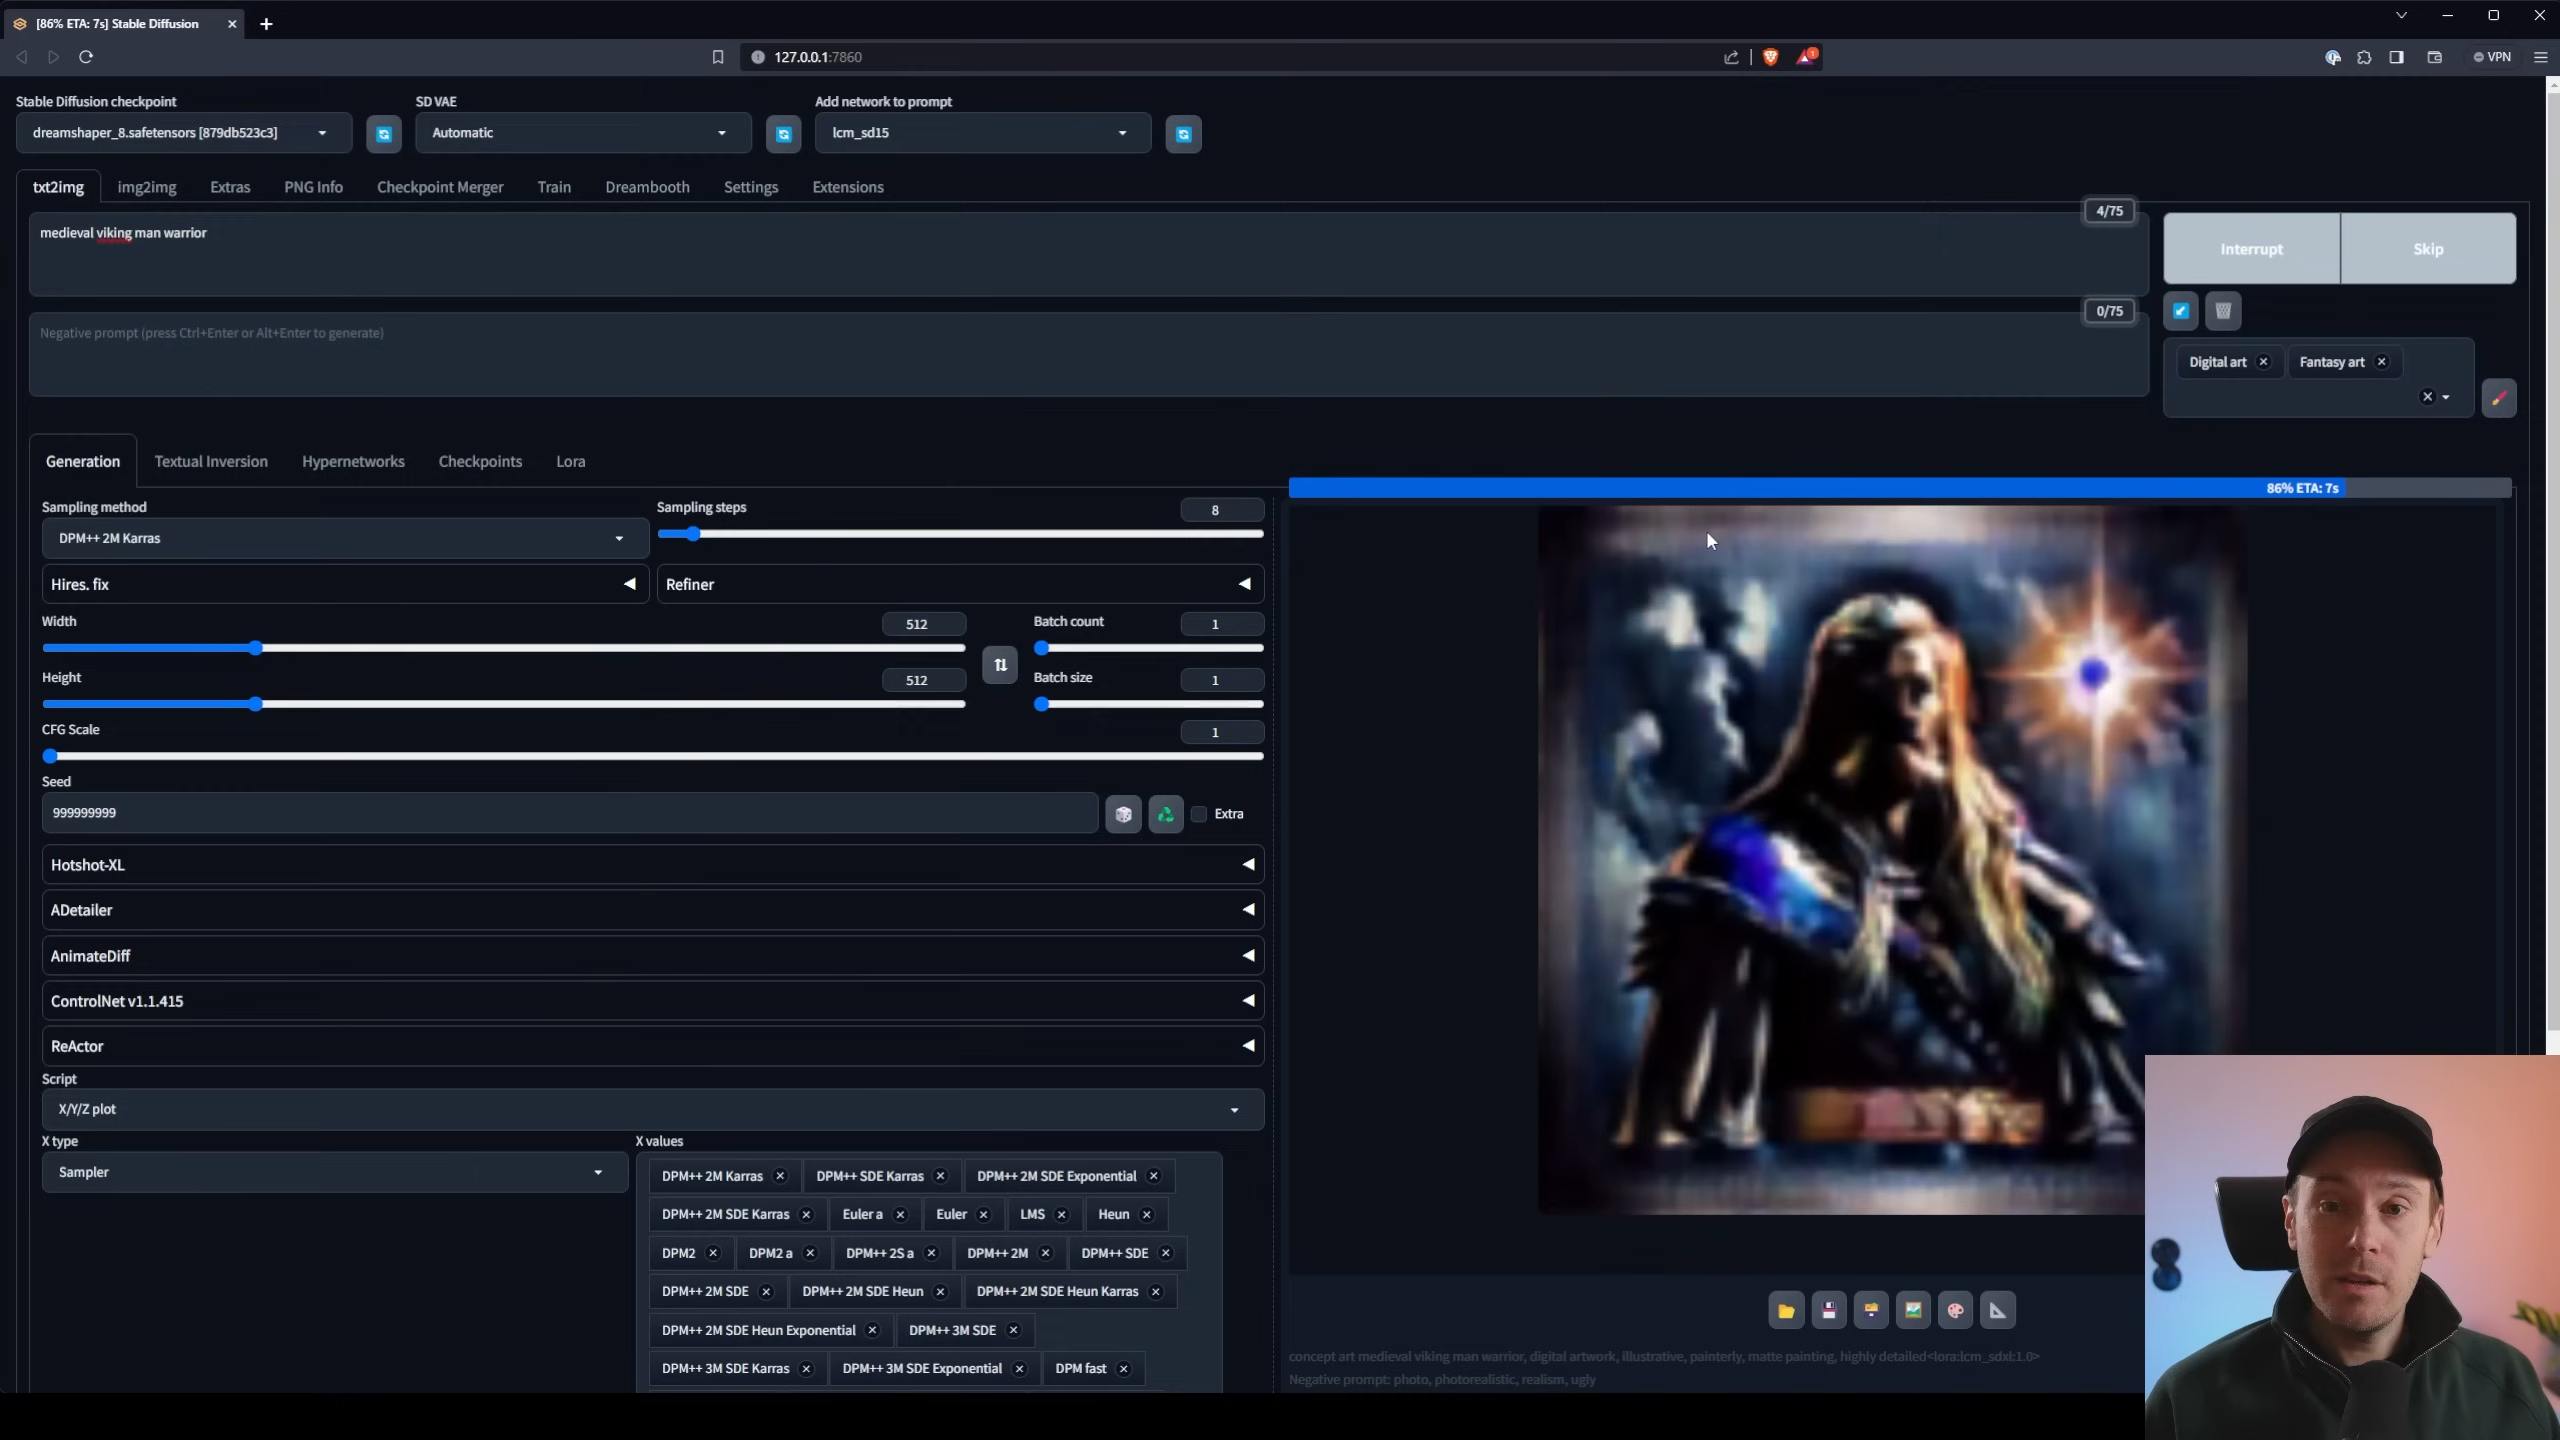 [86% ETA: 7s] Stable Diffusion
127.0.0.1:7860
VPN
Stable Diffusion checkpoint
SD VAE
Add network to prompt
dreamshaper_8.safetensors [879db523c3]
Automatic
lcm_sd15
txt2img
img2img
Extras
PNG Info
Checkpoint Merger
Train
Dreambooth
Settings
Extensions
4/75
medieval viking man warrior
Interrupt
Skip
0/75
Negative prompt (press Ctrl+Enter or Alt+Enter to generate)
Digital art
Fantasy art
Generation
Textual Inversion
Hypernetworks
Checkpoints
Lora
86% ETA: 7s
Sampling method
Sampling steps
8
DPM++ 2M Karras
Hires. fix
Refiner
Width
512
Batch count
1
Height
512
Batch size
1
CFG Scale
1
Seed
999999999
Extra
Hotshot-XL
ADetailer
AnimateDiff
ControlNet v1.1.415
ReActor
Script
X/Y/Z plot
X type
X values
Sampler
DPM++ 2M Karras
DPM++ SDE Karras
DPM++ 2M SDE Exponential
DPM++ 2M SDE Karras
Euler a
Euler
LMS
Heun
DPM2
DPM2 a
DPM++ 2S a
DPM++ 2M
DPM++ SDE
DPM++ 2M SDE
DPM++ 2M SDE Heun
DPM++ 2M SDE Heun Karras
DPM++ 2M SDE Heun Exponential
DPM++ 3M SDE
DPM++ 3M SDE Karras
DPM++ 3M SDE Exponential
DPM fast
concept art medieval viking man warrior, digital artwork, illustrative, painterly, matte painting, highly detailed<lora:lcm_sdxl:1.0>
Negative prompt: photo, photorealistic, realism, ugly